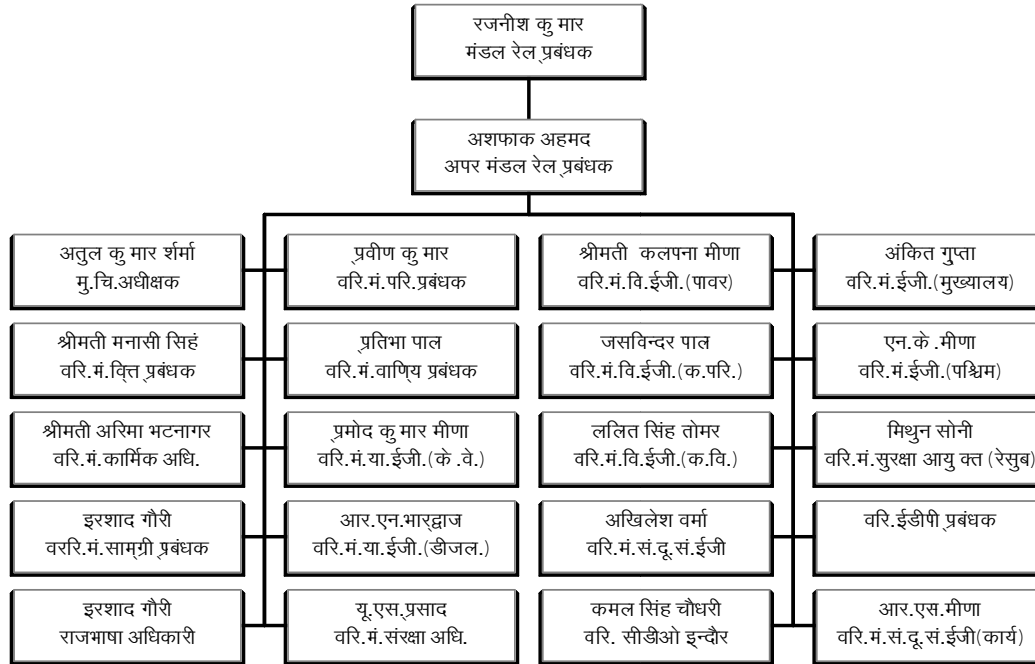 रजनीश कुमार
मंडल रेल प्रबंधक
अशफाक अहमद
अपर मंडल रेल प्रबंधक
अतुल कुमार र्शर्मा
मु.चि.अधीक्षक
प्रवीण कुमार
वरि.मं.परि.प्रबंधक
श्रीमती कलपना मीणा
वरि.मं.वि.ईजी.(पावर)
अंकित गुप्ता
वरि.मं.ईजी.(मुख्यालय)
श्रीमती मनासी सिहं
वरि.मं.वित्त प्रबंधक
प्रतिभा पाल
वरि.मं.वाणिय प्रबंधक
जसविन्दर पाल
वरि.मं.वि.ईजी.(क.परि.)
एन.के.मीणा
वरि.मं.ईजी.(पश्चिम)
श्रीमती अरिमा भटनागर
वरि.मं.कार्मिक अधि.
प्रमोद कुमार मीणा
वरि.मं.या.ईजी.(के.वे.)
ललित सिंह तोमर
वरि.मं.वि.ईजी.(क.वि.)
मिथुन सोनी
वरि.मं.सुरक्षा आयुक्त (रेसुब)
इरशाद गौरी
वररि.मं.सामग्री प्रबंधक
आर.एन.भारद्वाज
वरि.मं.या.ईजी.(डीजल.)
अखिलेश वर्मा
वरि.मं.सं.दू.सं.ईजी
वरि.ईडीपी प्रबंधक
इरशाद गौरी
राजभाषा अधिकारी
यू.एस.प्रसाद
वरि.मं.संरक्षा अधि.
कमल सिंह चौधरी
वरि. सीडीओ इन्दौर
आर.एस.मीणा
वरि.मं.सं.दू.सं.ईजी(कार्य)